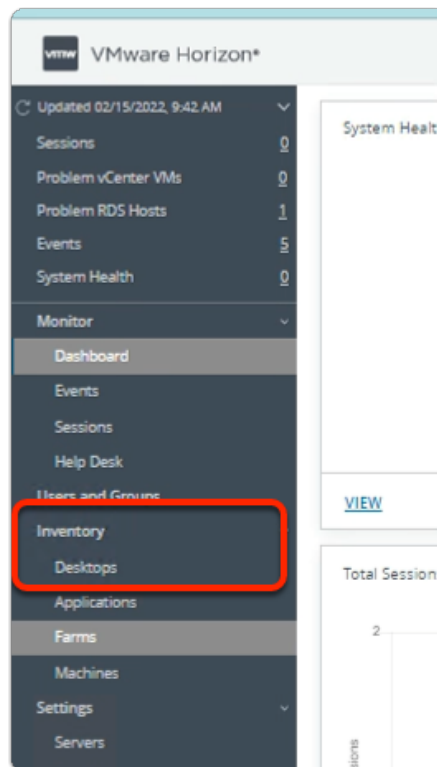 vmw VMware Horizon®
Updated 02/15/2022, 9:42 AM
Sessions 0
Problem vCenter VMs 0
Problem RDS Hosts 1
Events 5
System Health 0
Monitor
Dashboard
Events
Sessions
Help Desk
Users and Groups
Inventory
Desktops
Applications
Farms
Machines
Settings
Servers
System Healt
VIEW
Total Session
2
sions